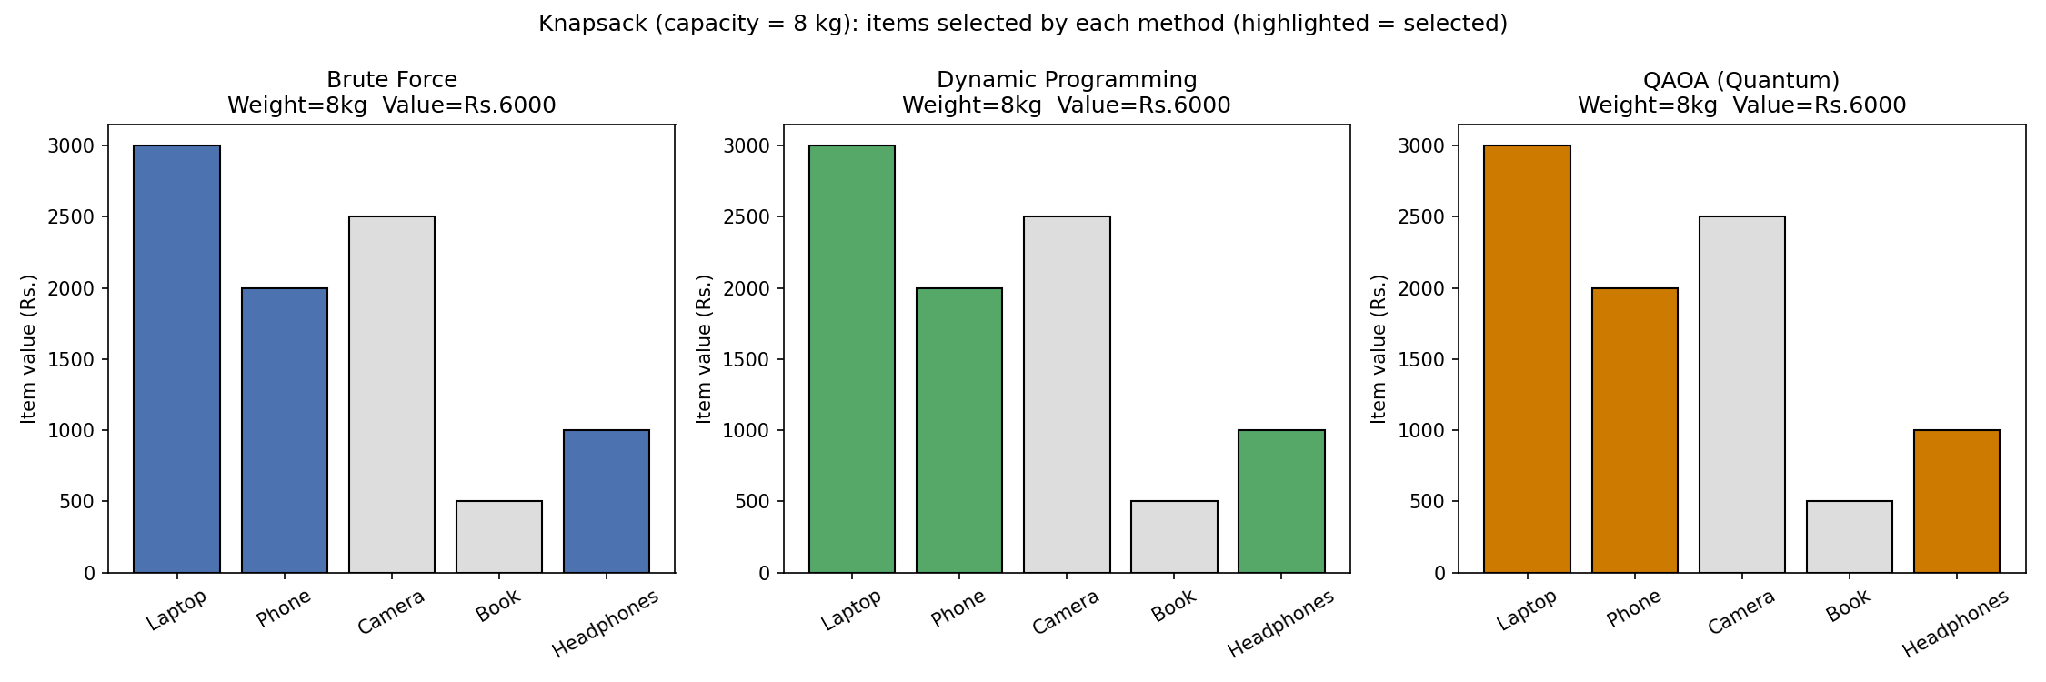 Knapsack (capacity = 8 kg): items selected by each method (highlighted = selected)
Brute Force
Weight=8kg  Value=Rs.6000
Item value (Rs.)
3000
2500
2000
1500
1000
500
0
Laptop
Phone
Camera
Book
Headphones
Dynamic Programming
Weight=8kg  Value=Rs.6000
Item value (Rs.)
3000
2500
2000
1500
1000
500
0
Laptop
Phone
Camera
Book
Headphones
QAOA (Quantum)
Weight=8kg  Value=Rs.6000
Item value (Rs.)
3000
2500
2000
1500
1000
500
0
Laptop
Phone
Camera
Book
Headphones